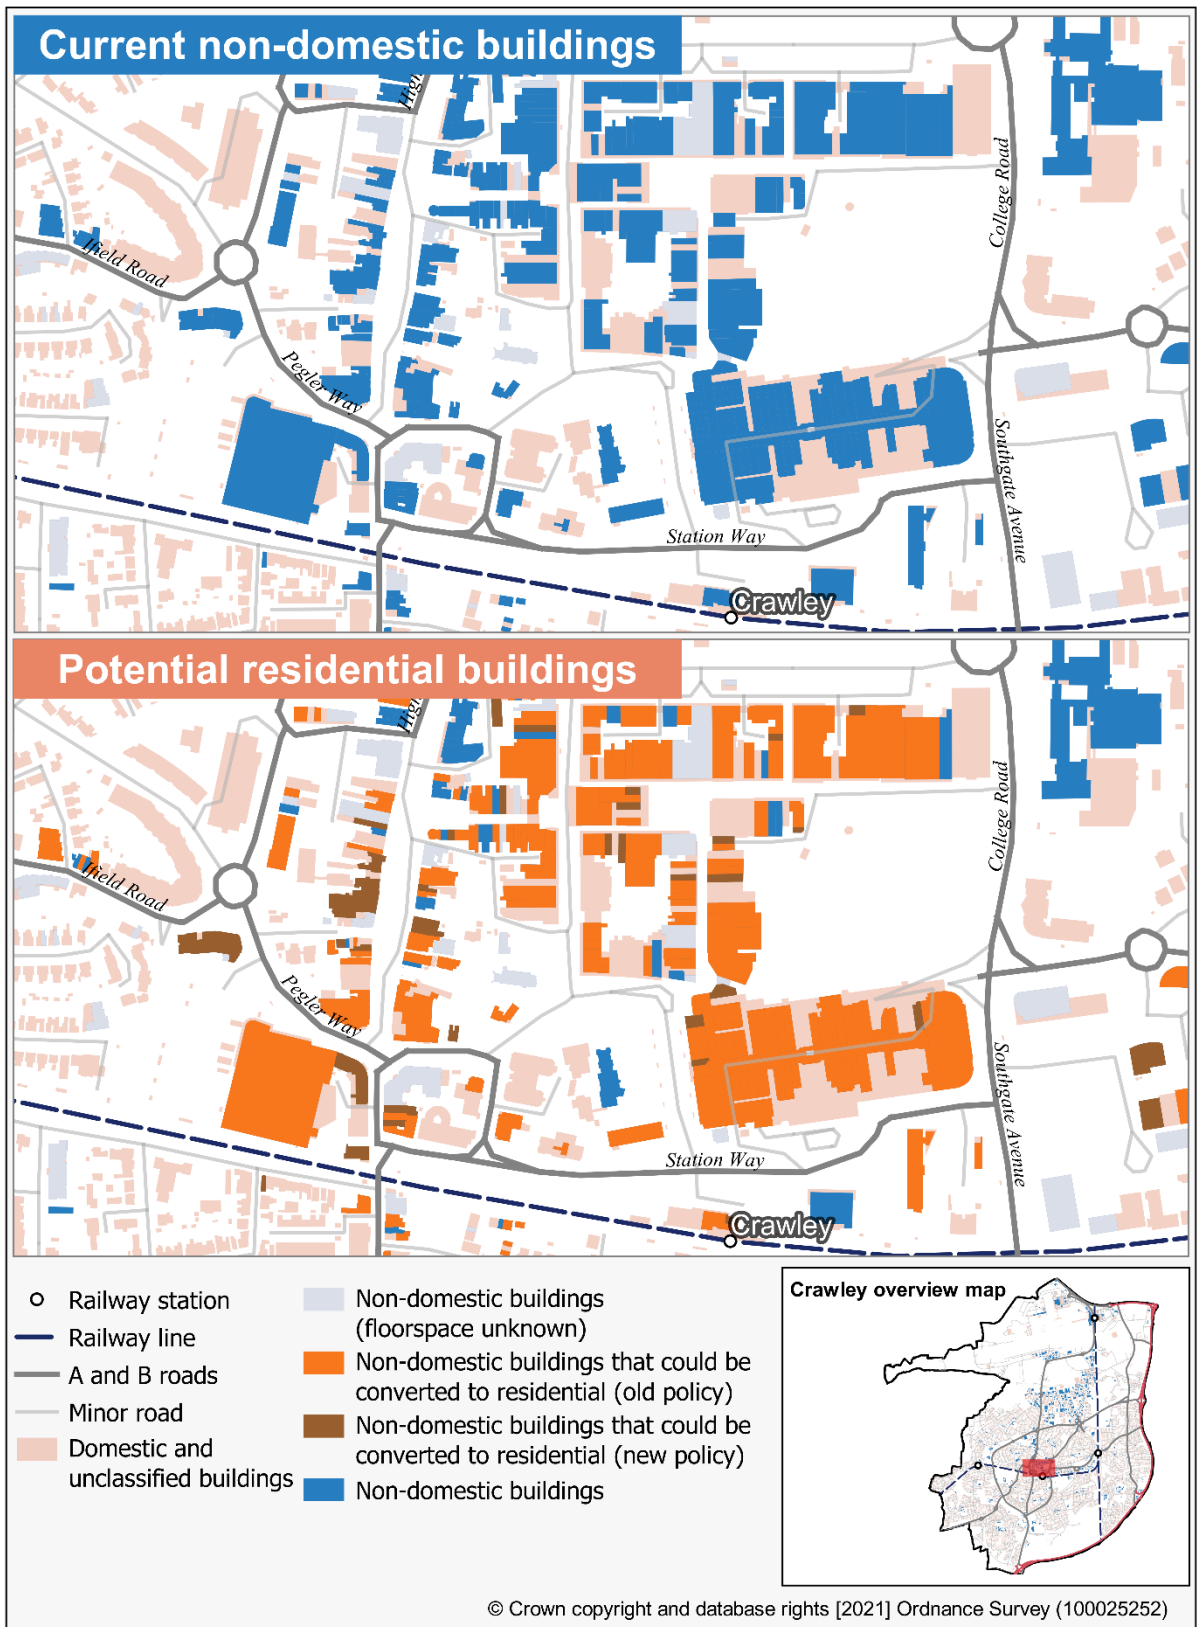 Current non-domestic buildings
High
College Road
Ifield Road
Pegler Way
Southgate Avenue
Station Way
Crawley
Potential residential buildings
High
College Road
Ifield Road
Pegler Way
Southgate Avenue
Station Way
Crawley
Railway station
Railway line
A and B roads
Minor road
Domestic and
unclassified buildings
Non-domestic buildings
(floorspace unknown)
Non-domestic buildings that could be
converted to residential (old policy)
Non-domestic buildings that could be
converted to residential (new policy)
Non-domestic buildings
Crawley overview map
© Crown copyright and database rights [2021] Ordnance Survey (100025252)